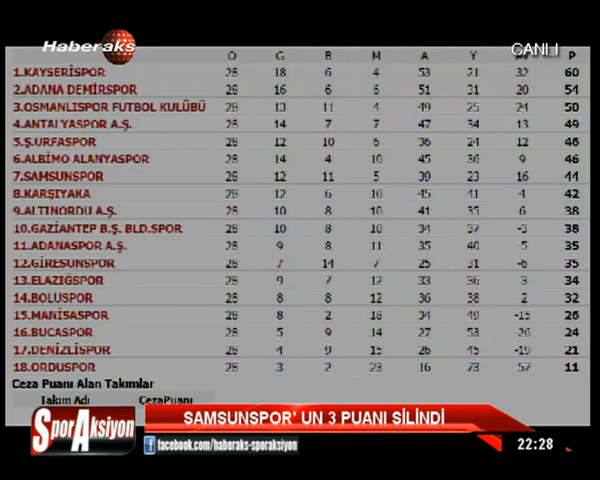 Haberaks
CANLI
O G B M A Y P
1.KAYSERİSPOR 28 18 6 4 53 21 32 60
2.ADANA DEMİRSPOR 28 16 6 6 51 31 20 54
3.OSMANLISPOR FUTBOL KULÜBÜ 28 13 11 4 49 25 24 50
4.ANTALYASPOR A.Ş. 28 14 7 7 47 34 13 49
5.Ş.URFASPOR 28 12 10 6 36 24 12 46
6.ALBİMO ALANYASPOR 28 14 4 10 45 36 9 46
7.SAMSUNSPOR 28 12 11 5 39 23 16 44
8.KARŞIYAKA 28 12 6 10 45 41 4 42
9.ALTINORDU A.Ş. 28 10 8 10 41 35 6 38
10.GAZİANTEP B.Ş. BLD.SPOR 28 10 8 10 34 37 -3 38
11.ADANASPOR A.Ş. 28 9 8 11 35 40 -5 35
12.GİRESUNSPOR 28 7 14 7 25 31 -6 35
13.ELAZIĞSPOR 28 9 7 12 33 36 3 34
14.BOLUSPOR 28 8 8 12 36 38 -2 32
15.MANİSASPOR 28 8 2 18 34 49 -15 26
16.BUCASPOR 28 5 9 14 27 53 -26 24
17.DENİZLİSPOR 28 4 9 15 26 45 -19 21
18.ORDUSPOR 28 3 2 23 16 73 57 11
Ceza Puanı Alan Takımlar
Takım Adı CezaPuanı
SAMSUNSPOR' UN 3 PUANI SİLİNDİ
SporAksiyon
facebook.com/haberaks-sporaksiyon
22:28